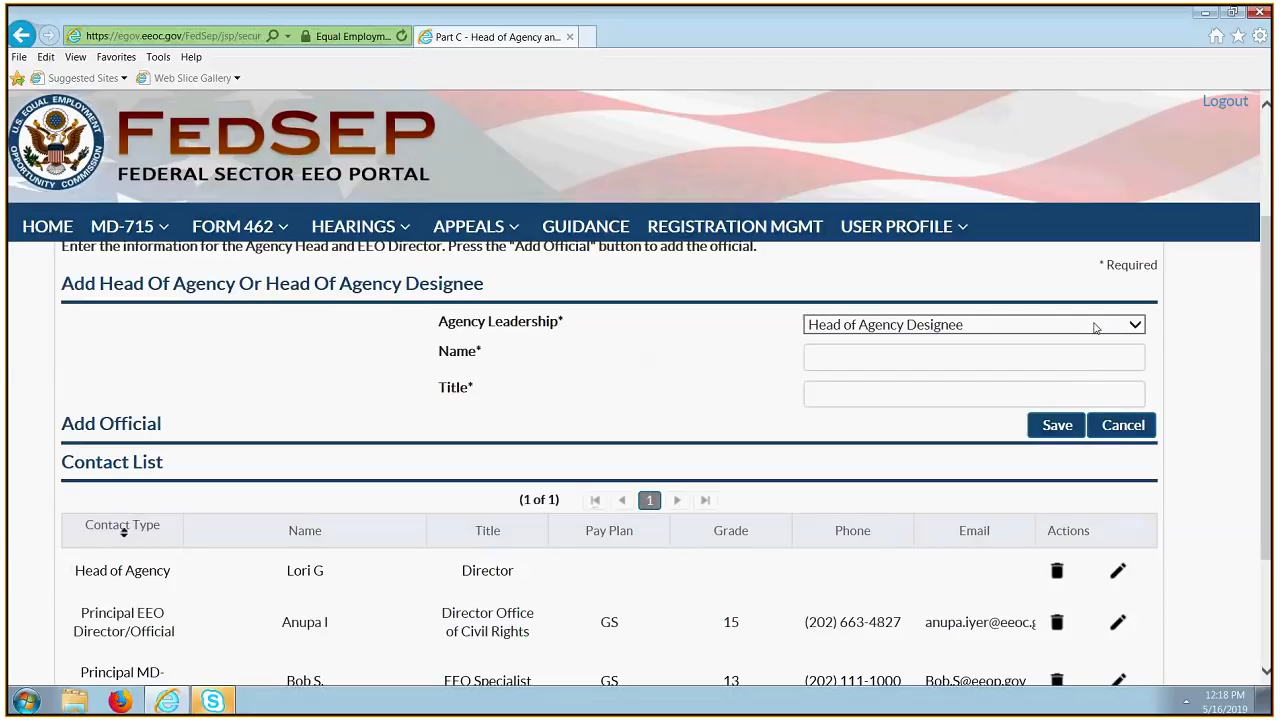 https://egov.eeoc.gov/FedSep/jsp/secur
Equal Employm...
Part C - Head of Agency an...
File Edit View Favorites Tools Help
Suggested Sites
Web Slice Gallery
Logout
U.S. EQUAL EMPLOYMENT OPPORTUNITY COMMISSION
FEDSEP
FEDERAL SECTOR EEO PORTAL
HOME MD-715 FORM 462 HEARINGS APPEALS GUIDANCE REGISTRATION MGMT USER PROFILE
Enter the information for the Agency Head and EEO Director. Press the "Add Official" button to add the official.
* Required
Add Head Of Agency Or Head Of Agency Designee
Agency Leadership*
Head of Agency Designee
Name*
Title*
Add Official
Save Cancel
Contact List
(1 of 1) 1
Contact Type Name Title Pay Plan Grade Phone Email Actions
Head of Agency Lori G Director
Principal EEO Director/Official Anupa I Director Office of Civil Rights GS 15 (202) 663-4827 anupa.iyer@eeoc.g
Principal MD- Bob S. EEO Specialist GS 13 (202) 111-1000 Bob.S@eeop.gov
12:18 PM
5/16/2019